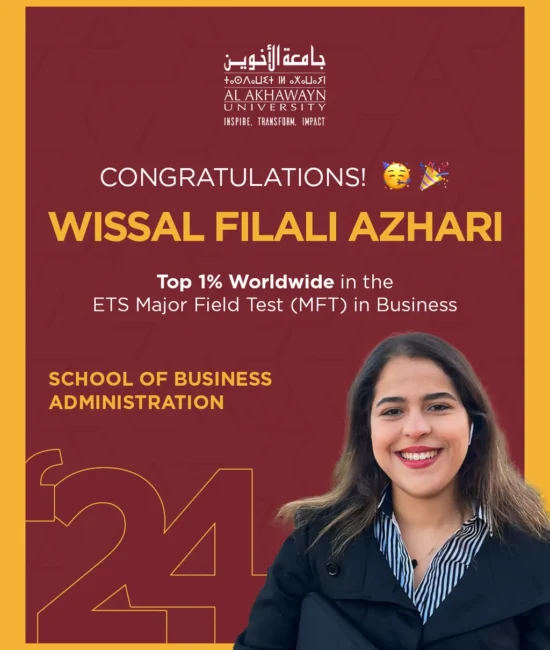 جامعة الأخوين
ⵜⴰⵙⴷⴰⵡⵉⵜ ⵏ ⴰⵅⴰⵡⴰⵢⵏ
AL AKHAWAYN
UNIVERSITY
INSPIRE. TRANSFORM. IMPACT
CONGRATULATIONS! 🥳 🎉
WISSAL FILALI AZHARI
Top 1% Worldwide in the
ETS Major Field Test (MFT) in Business
SCHOOL OF BUSINESS
ADMINISTRATION
‘24